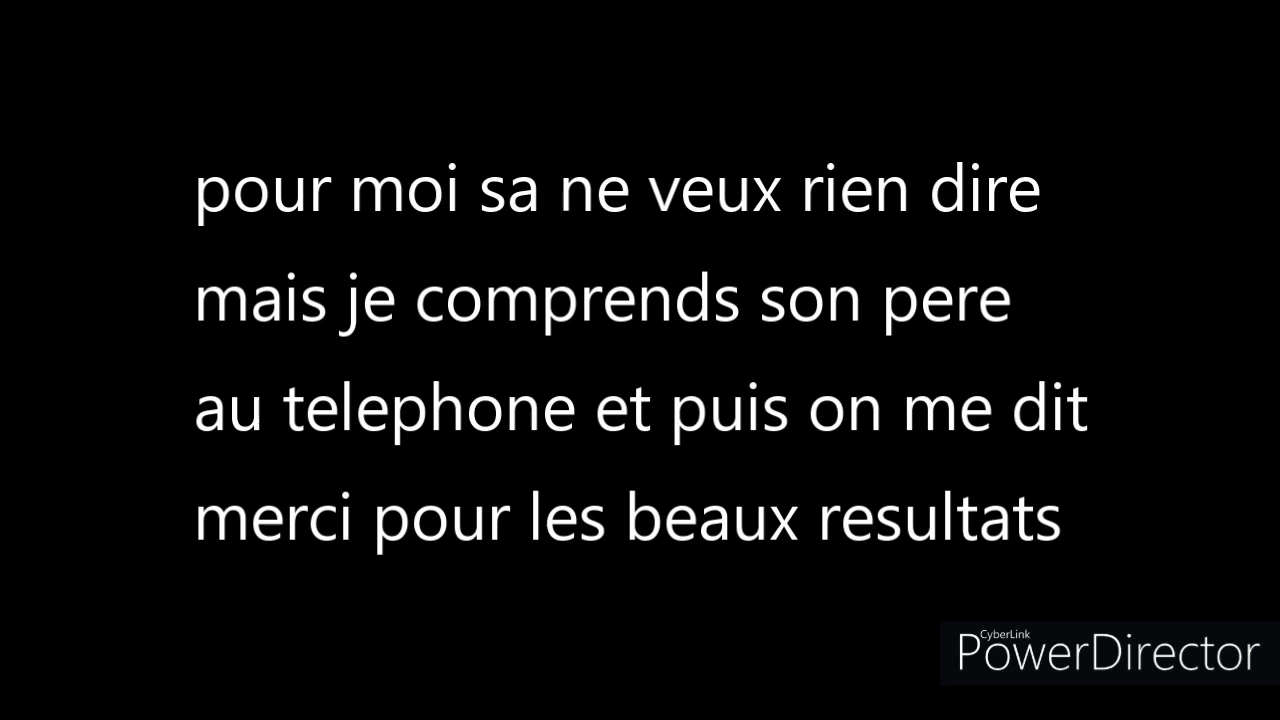 pour moi sa ne veux rien dire
mais je comprends son pere
au telephone et puis on me dit
merci pour les beaux resultats
CyberLink
PowerDirector